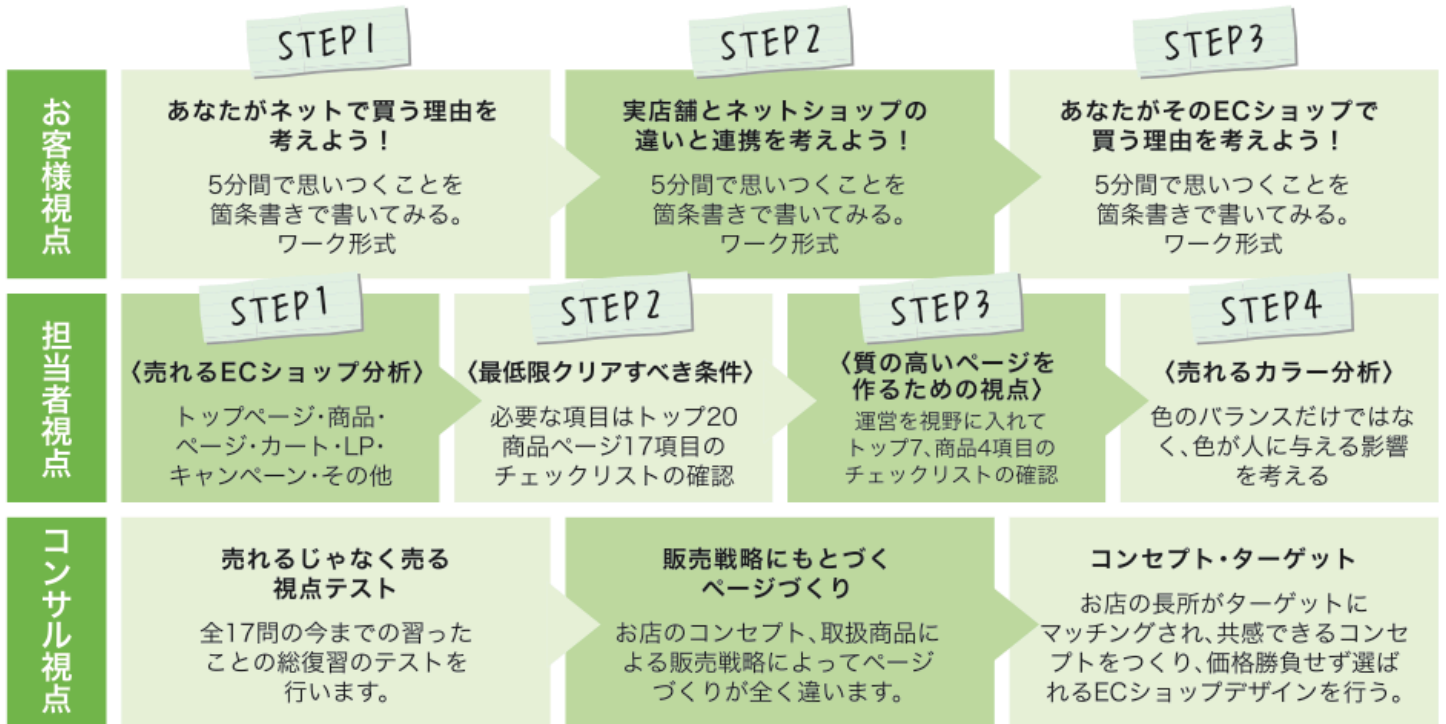 お客様視点
STEP1
あなたがネットで買う理由を
考えよう！
5分間で思いつくことを
箇条書きで書いてみる。
ワーク形式
STEP2
実店舗とネットショップの
違いと連携を考えよう！
5分間で思いつくことを
箇条書きで書いてみる。
ワーク形式
STEP3
あなたがそのECショップで
買う理由を考えよう！
5分間で思いつくことを
箇条書きで書いてみる。
ワーク形式
担当者視点
STEP1
〈売れるECショップ分析〉
トップページ・商品・
ページ・カート・LP・
キャンペーン・その他
STEP2
〈最低限クリアすべき条件〉
必要な項目はトップ20
商品ページ17項目の
チェックリストの確認
STEP3
〈質の高いページを
作るための視点〉
運営を視野に入れて
トップ7、商品4項目の
チェックリストの確認
STEP4
〈売れるカラー分析〉
色のバランスだけではな
く、色が人に与える影響
を考える
コンサル視点
売れるじゃなく売る
視点テスト
全17問の今までの習った
ことの総復習のテストを
行います。
販売戦略にもとづく
ページづくり
お店のコンセプト、取扱商品に
よる販売戦略によってページ
づくりが全く違います。
コンセプト・ターゲット
お店の長所がターゲットに
マッチングされ、共感できるコンセ
プトをつくり、価格勝負せず選ば
れるECショップデザインを行う。